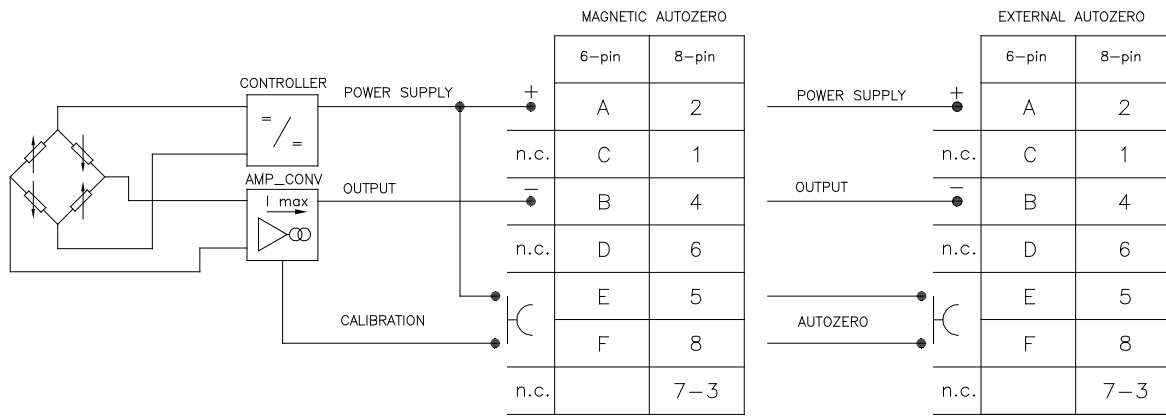 MAGNETIC AUTOZERO
6-pin 8-pin
CONTROLLER
= / =
POWER SUPPLY + A 2
n.c. C 1
AMP_CONV
I max
OUTPUT - B 4
n.c. D 6
E 5
CALIBRATION F 8
n.c. 7-3
EXTERNAL AUTOZERO
6-pin 8-pin
POWER SUPPLY + A 2
n.c. C 1
OUTPUT - B 4
n.c. D 6
E 5
AUTOZERO F 8
n.c. 7-3